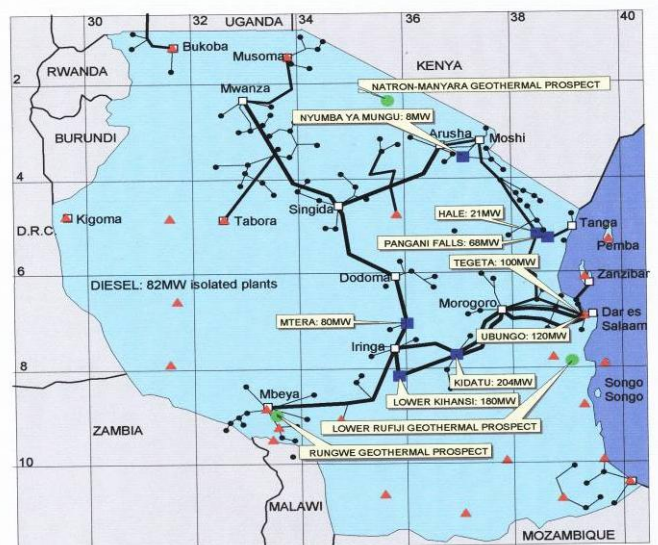 30
32
UGANDA
34
36
38
40
Bukoba
Musoma
KENYA
RWANDA
2
Mwanza
NATRON-MANYARA GEOTHERMAL PROSPECT
NYUMBA YA MUNGU: 8MW
BURUNDI
Arusha
Moshi
4
Singida
HALE: 21MW
D.R.C
Kigoma
Tabora
Tanga
PANGANI FALLS: 68MW
Pemba
TEGETA: 100MW
6
Dodoma
Zanzibar
DIESEL: 82MW isolated plants
Morogoro
MTERA: 80MW
Dar es
Salaam
UBUNGO: 120MW
Iringa
8
KIDATU: 204MW
Mbeya
LOWER KIHANSI: 180MW
Songo
Songo
ZAMBIA
LOWER RUFIJI GEOTHERMAL PROSPECT
RUNGWE GEOTHERMAL PROSPECT
10
MALAWI
MOZAMBIQUE